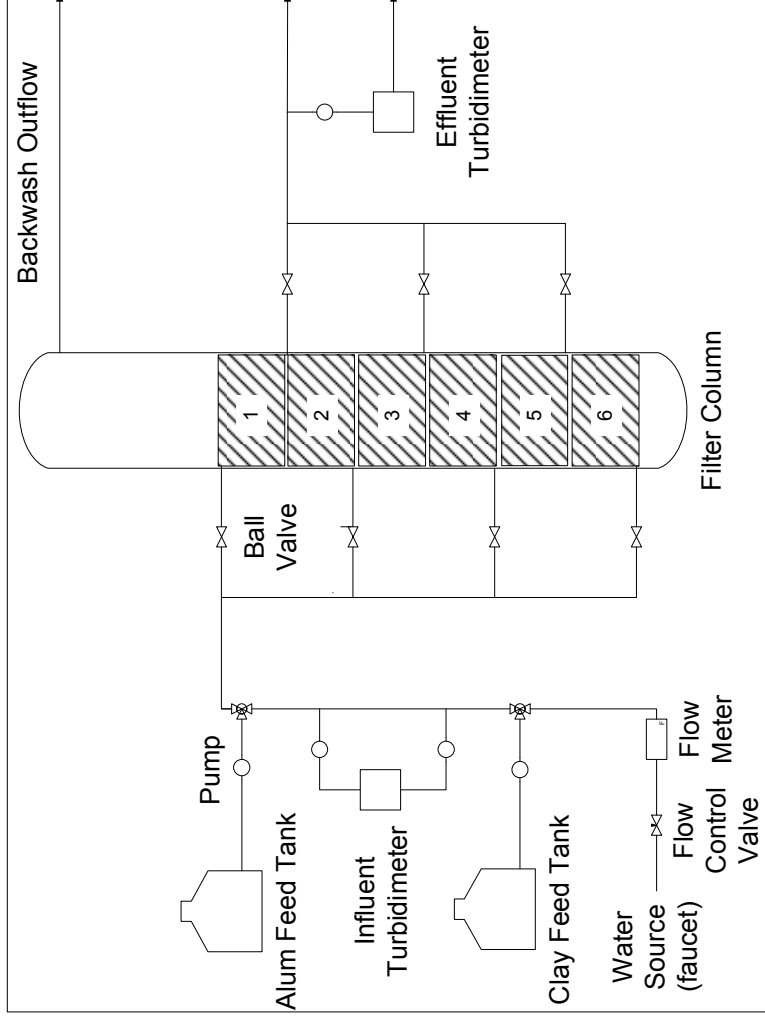 Backwash Outflow
Effluent
Turbidimeter
1
2
3
4
5
6
Filter Column
Ball
Valve
Pump
Alum Feed Tank
Influent
Turbidimeter
Clay Feed Tank
F
Flow
Meter
Flow
Control
Valve
Water
Source
(faucet)